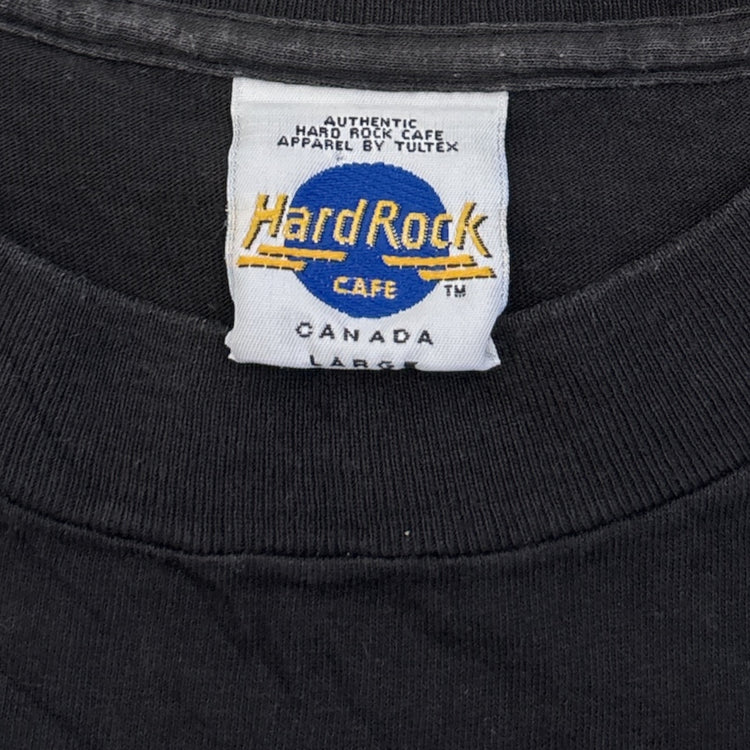 AUTHENTIC
HARD ROCK CAFE
APPAREL BY TULTEX
Hard Rock
CAFE
TM
CANADA
LARGE